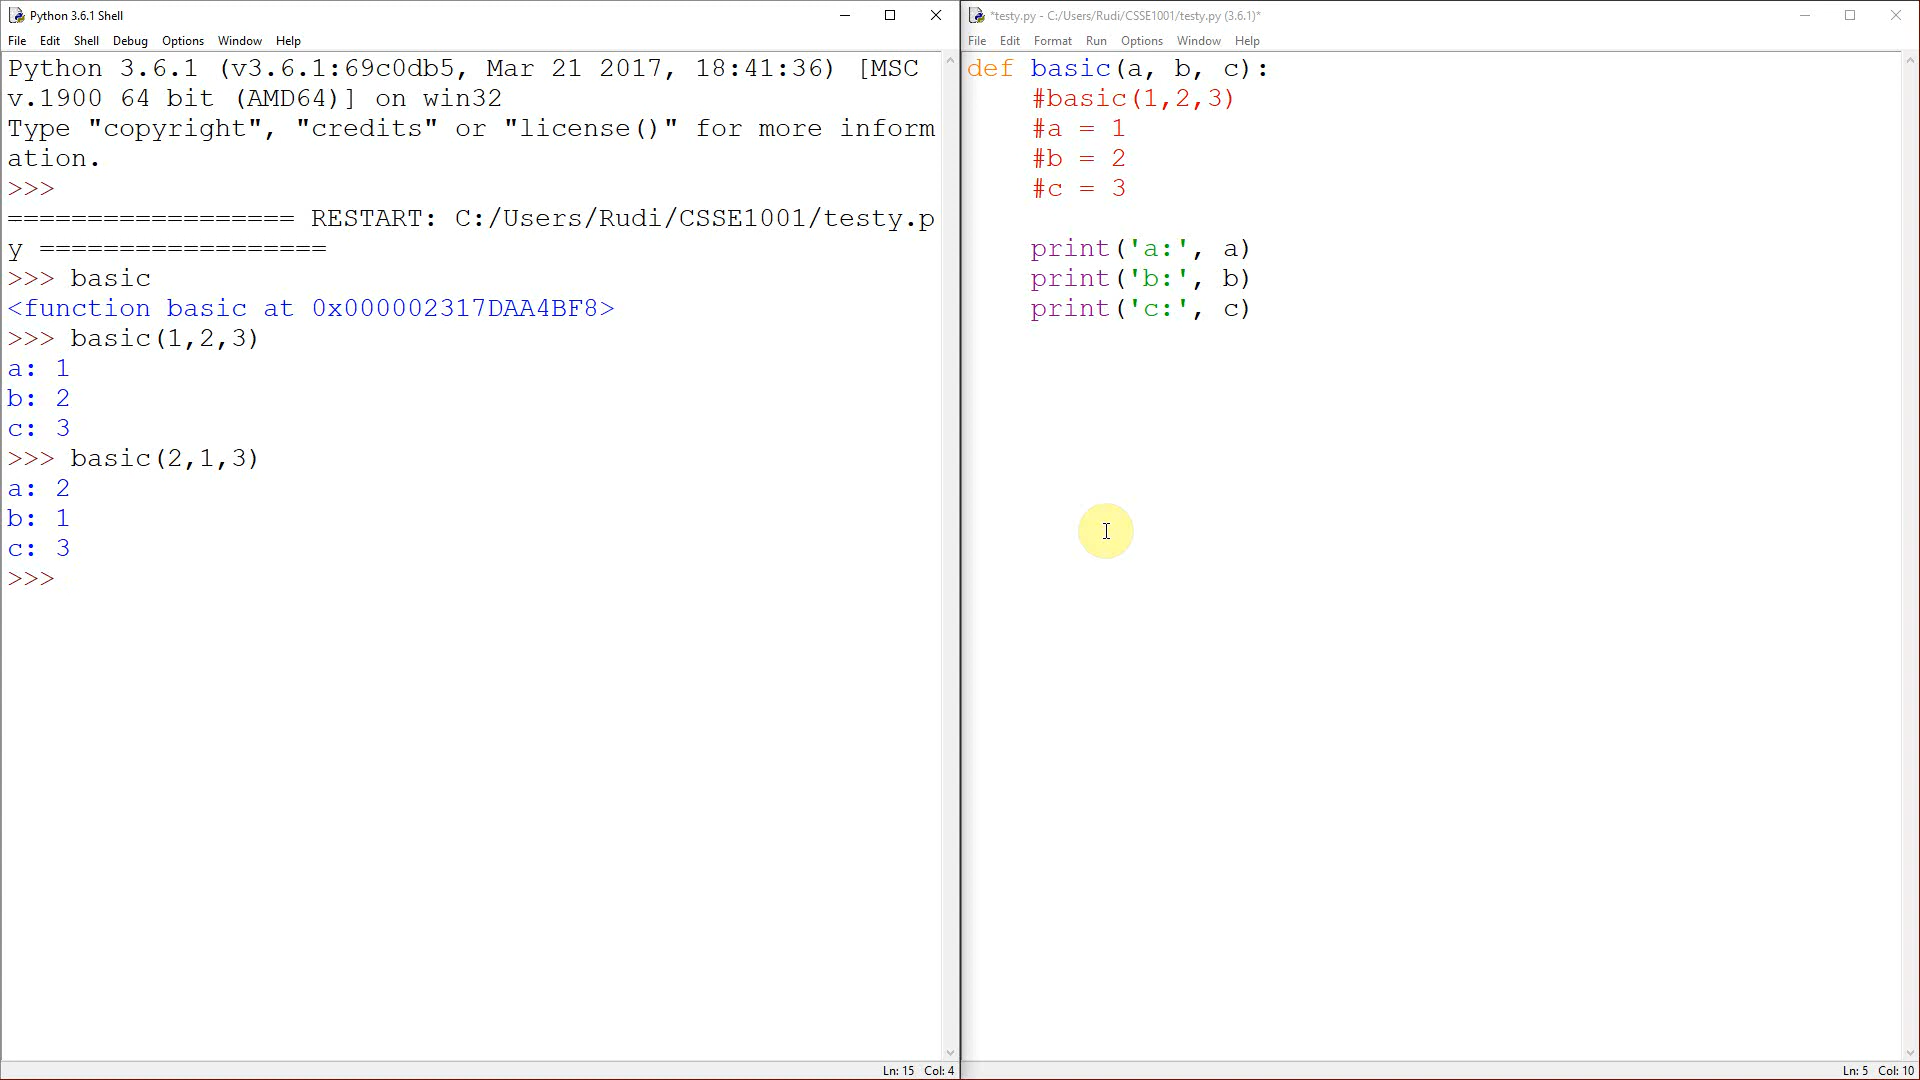 Python 3.6.1 Shell
File Edit Shell Debug Options Window Help
Python 3.6.1 (v3.6.1:69c0db5, Mar 21 2017, 18:41:36) [MSC
v.1900 64 bit (AMD64)] on win32
Type "copyright", "credits" or "license()" for more inform
ation.
>>>
================== RESTART: C:/Users/Rudi/CSSE1001/testy.p
y ==================
>>> basic
<function basic at 0x000002317DAA4BF8>
>>> basic(1,2,3)
a: 1
b: 2
c: 3
>>> basic(2,1,3)
a: 2
b: 1
c: 3
>>>
Ln: 15 Col: 4
*testy.py - C:/Users/Rudi/CSSE1001/testy.py (3.6.1)*
File Edit Format Run Options Window Help
def basic(a, b, c):
    #basic(1,2,3)
    #a = 1
    #b = 2
    #c = 3
    print('a:', a)
    print('b:', b)
    print('c:', c)
Ln: 5 Col: 10